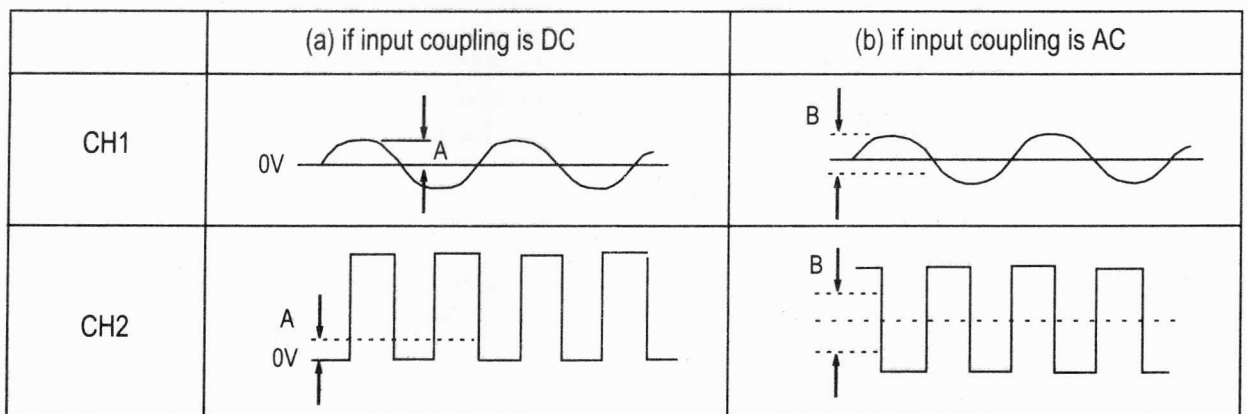 (a) if input coupling is DC
(b) if input coupling is AC
CH1
0V
A
B
CH2
A
0V
B